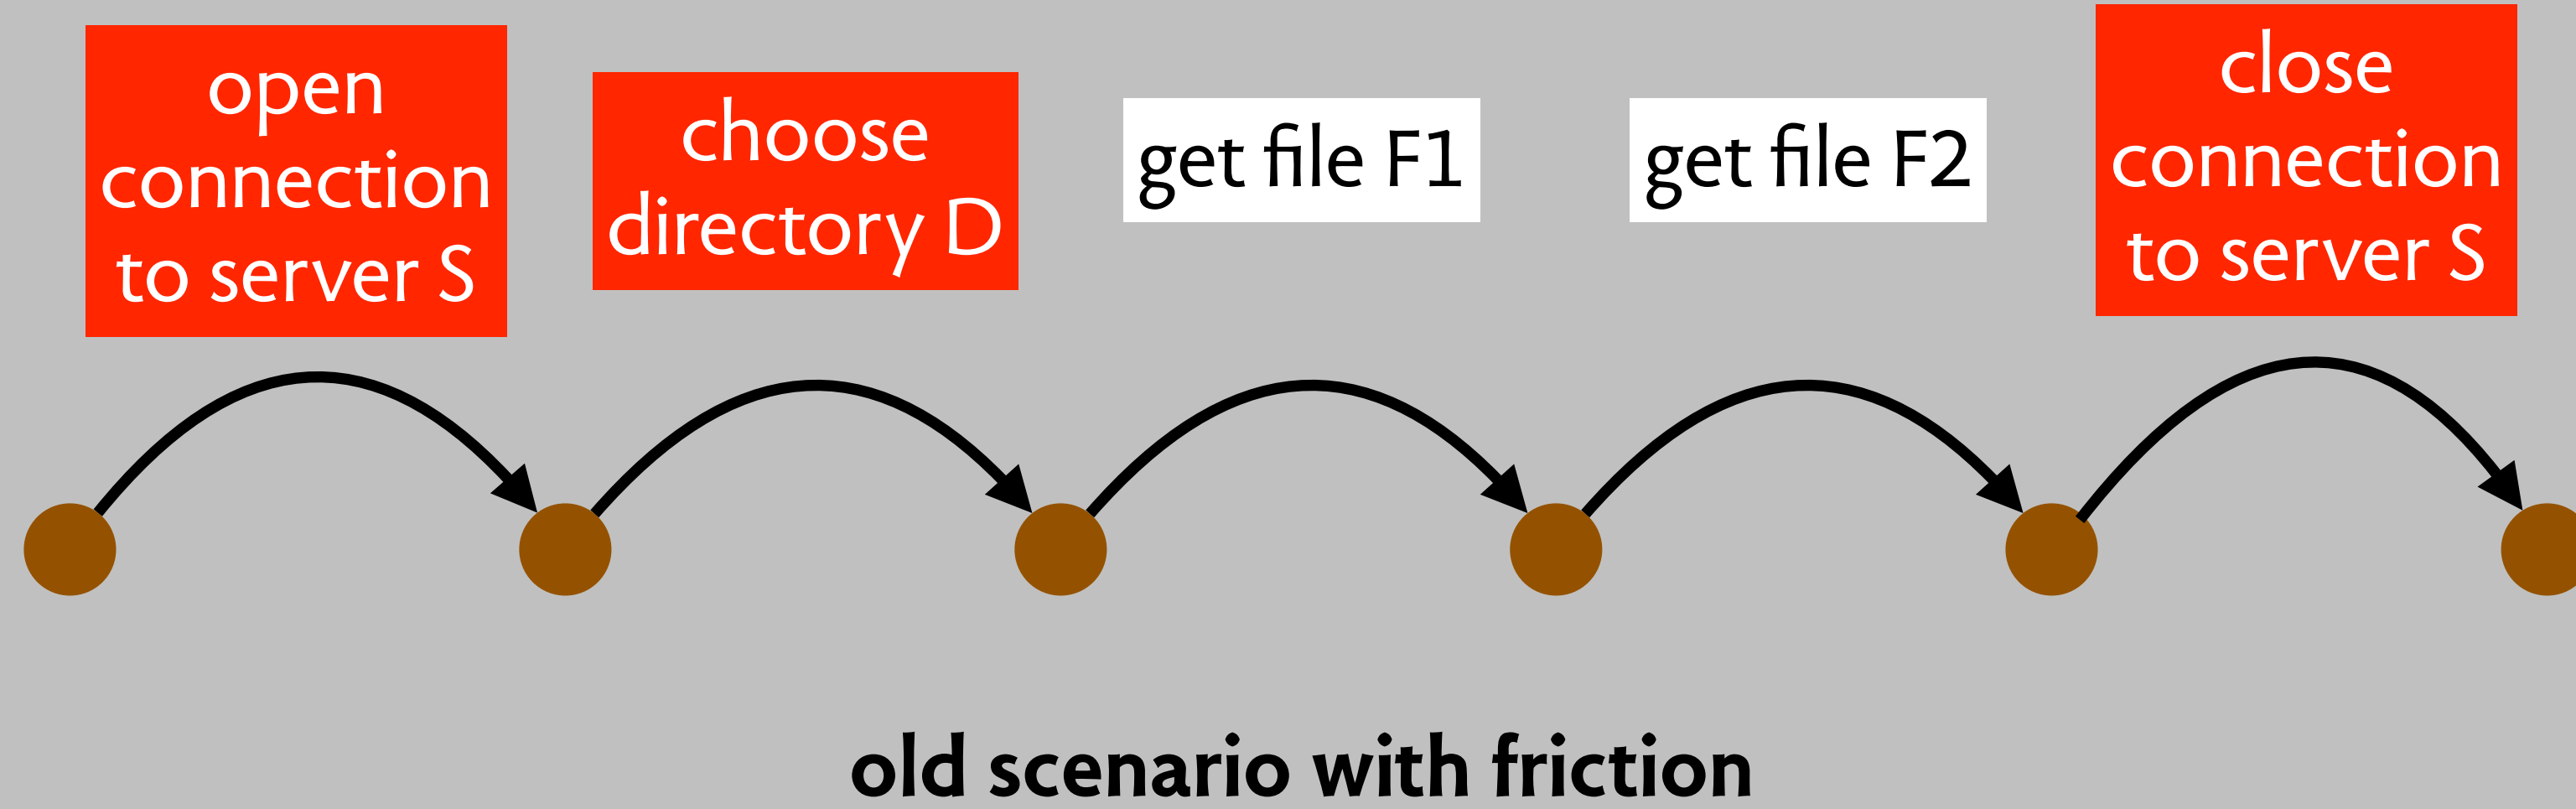 open
connection
to server S
choose
directory D
get file F1
get file F2
close
connection
to server S
old scenario with friction